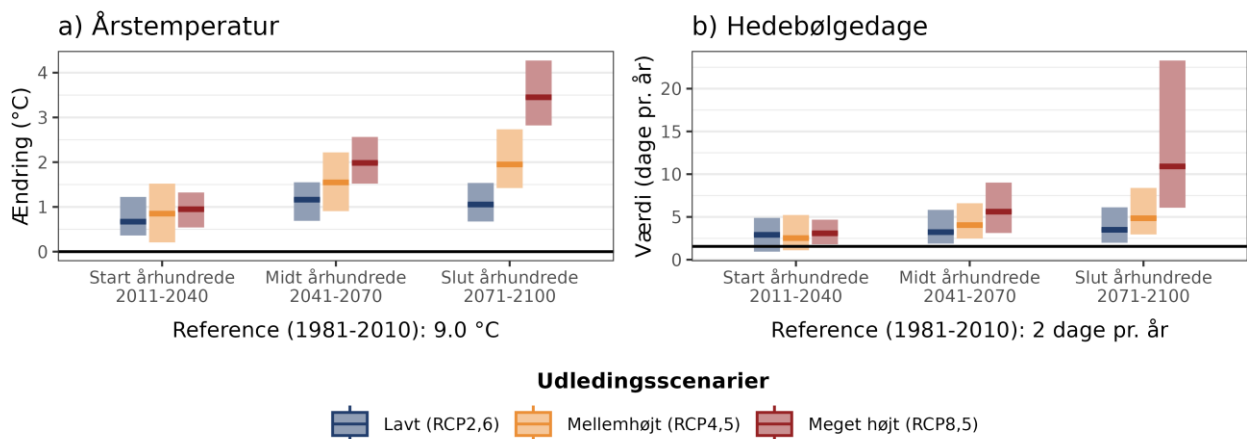 a) Årstemperatur
Ændring (°C)
4
3
2
1
0
Start århundrede
2011-2040
Midt århundrede
2041-2070
Slut århundrede
2071-2100
Reference (1981-2010): 9.0 °C
b) Hedebølgedage
Værdi (dage pr. år)
20
15
10
5
0
Start århundrede
2011-2040
Midt århundrede
2041-2070
Slut århundrede
2071-2100
Reference (1981-2010): 2 dage pr. år
Udledingsscenarier
Lavt (RCP2,6)
Mellemhøjt (RCP4,5)
Meget højt (RCP8,5)